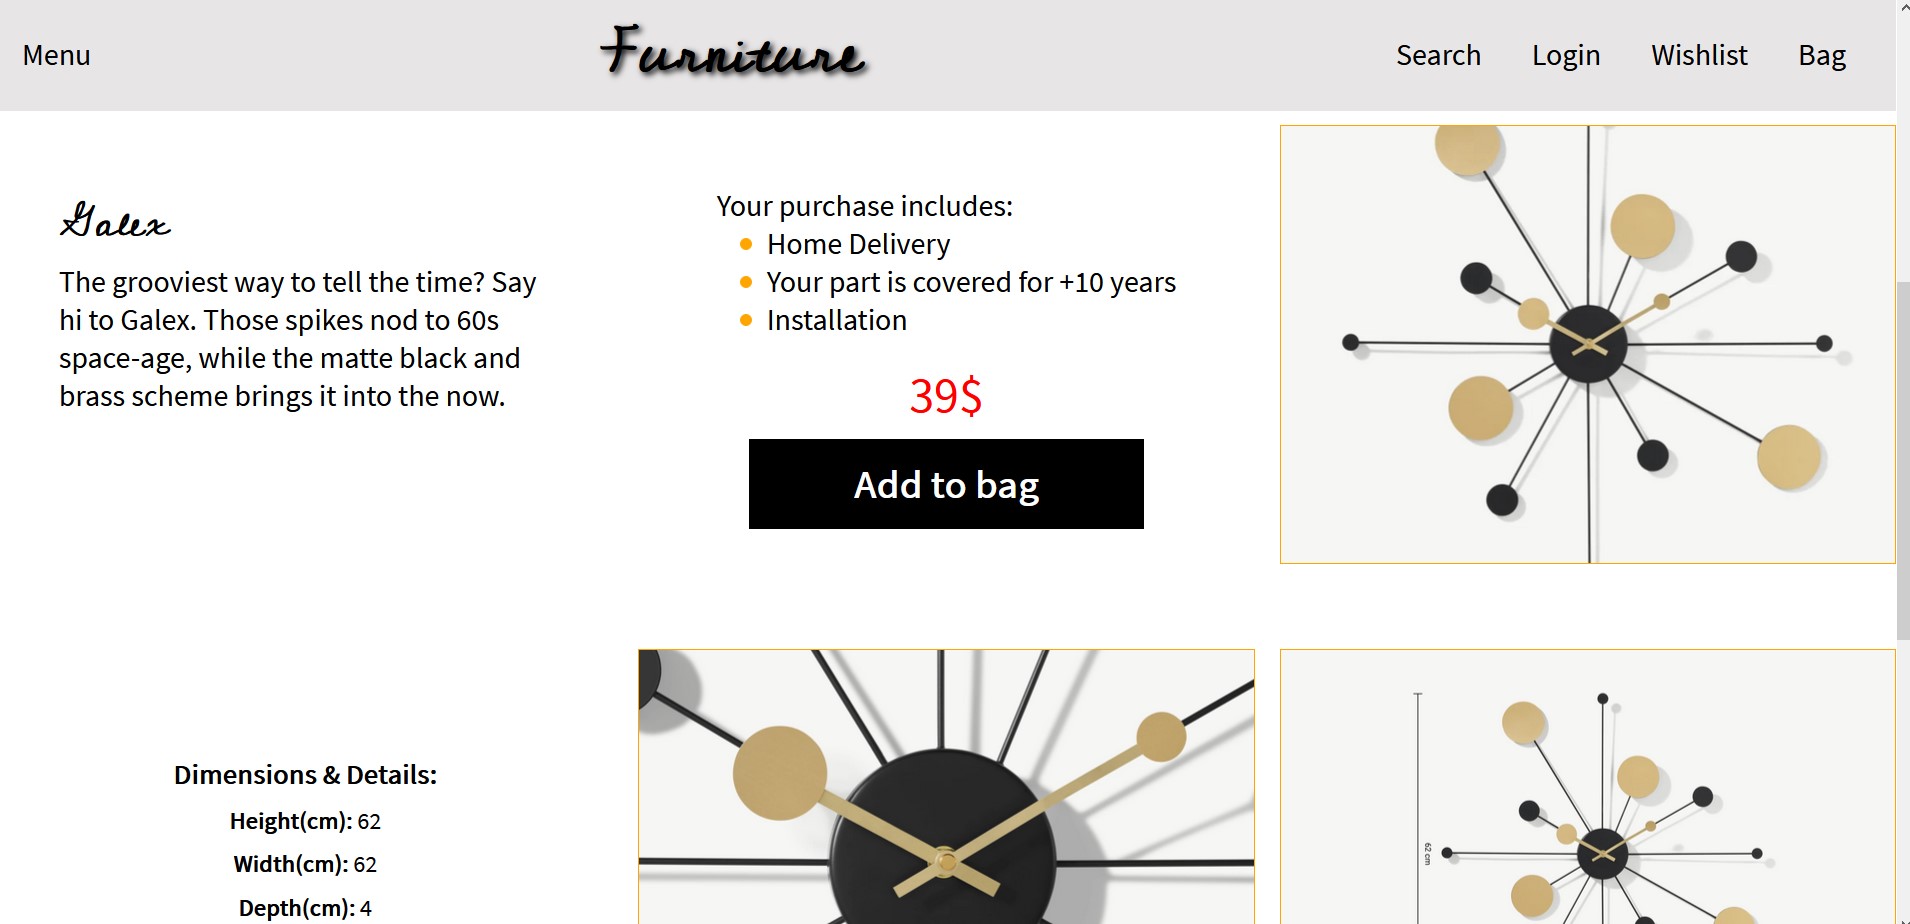 Menu
Furniture
Search
Login
Wishlist
Bag
Galex
The grooviest way to tell the time? Say
hi to Galex. Those spikes nod to 60s
space-age, while the matte black and
brass scheme brings it into the now.
Your purchase includes:
Home Delivery
Your part is covered for +10 years
Installation
39$
Add to bag
Dimensions & Details:
Height(cm): 62
Width(cm): 62
Depth(cm): 4
62 cm